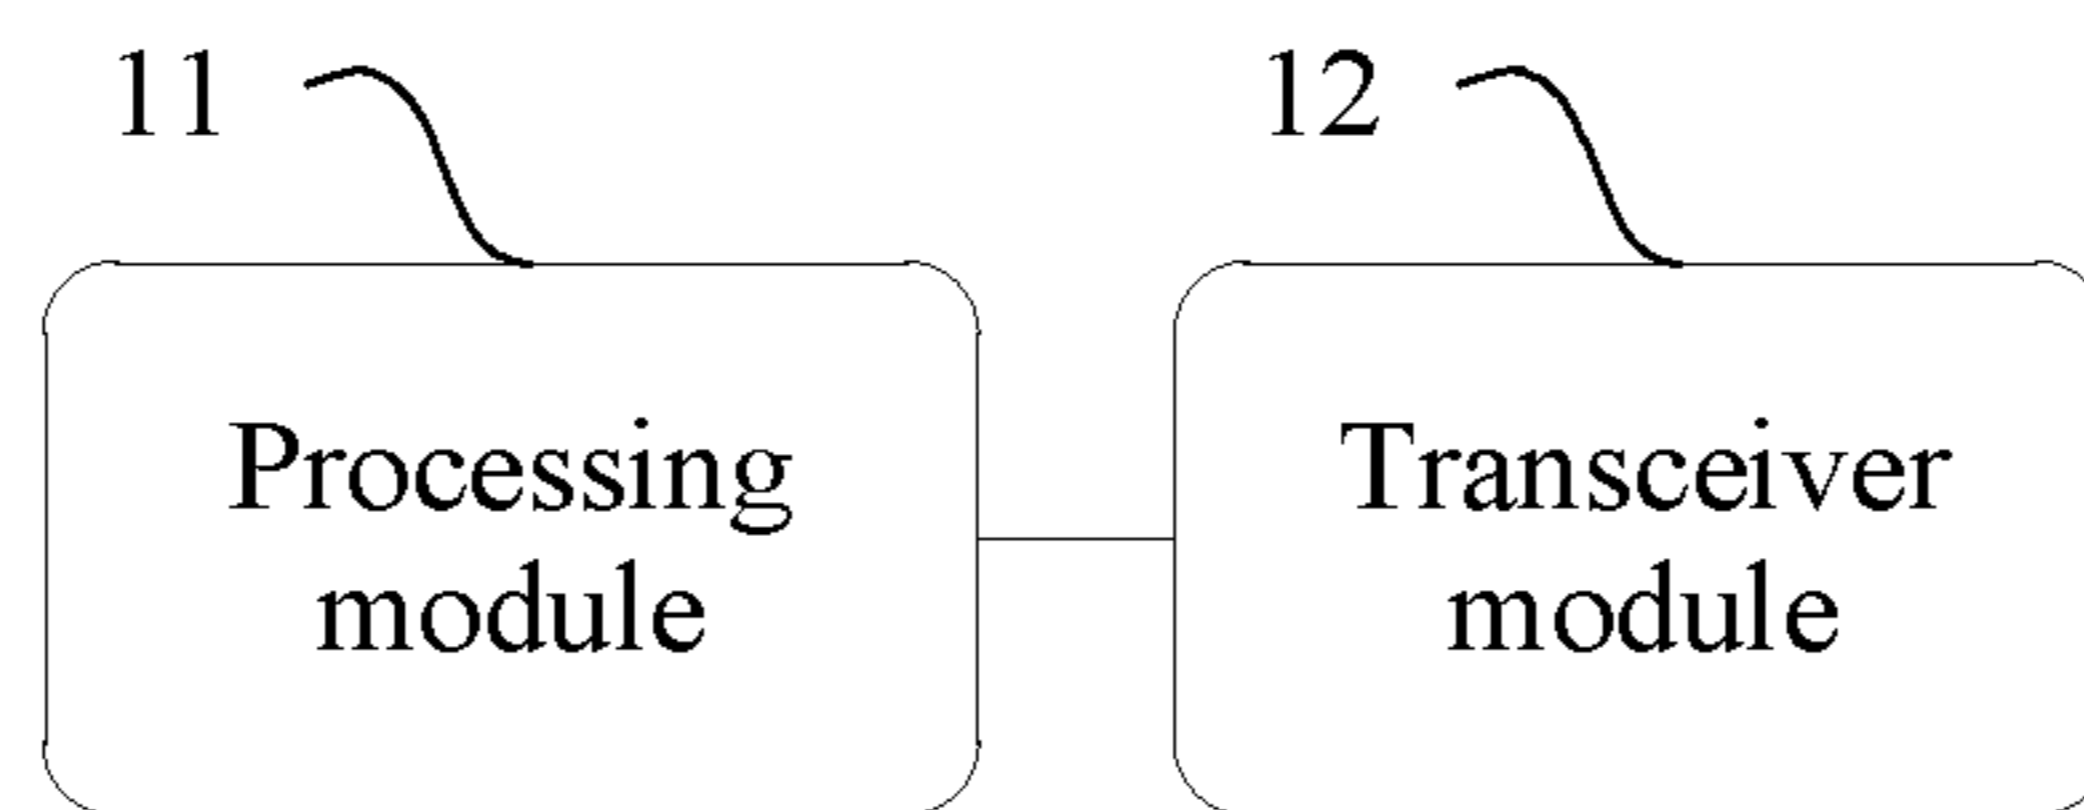 11
12
Processing
module
Transceiver
module